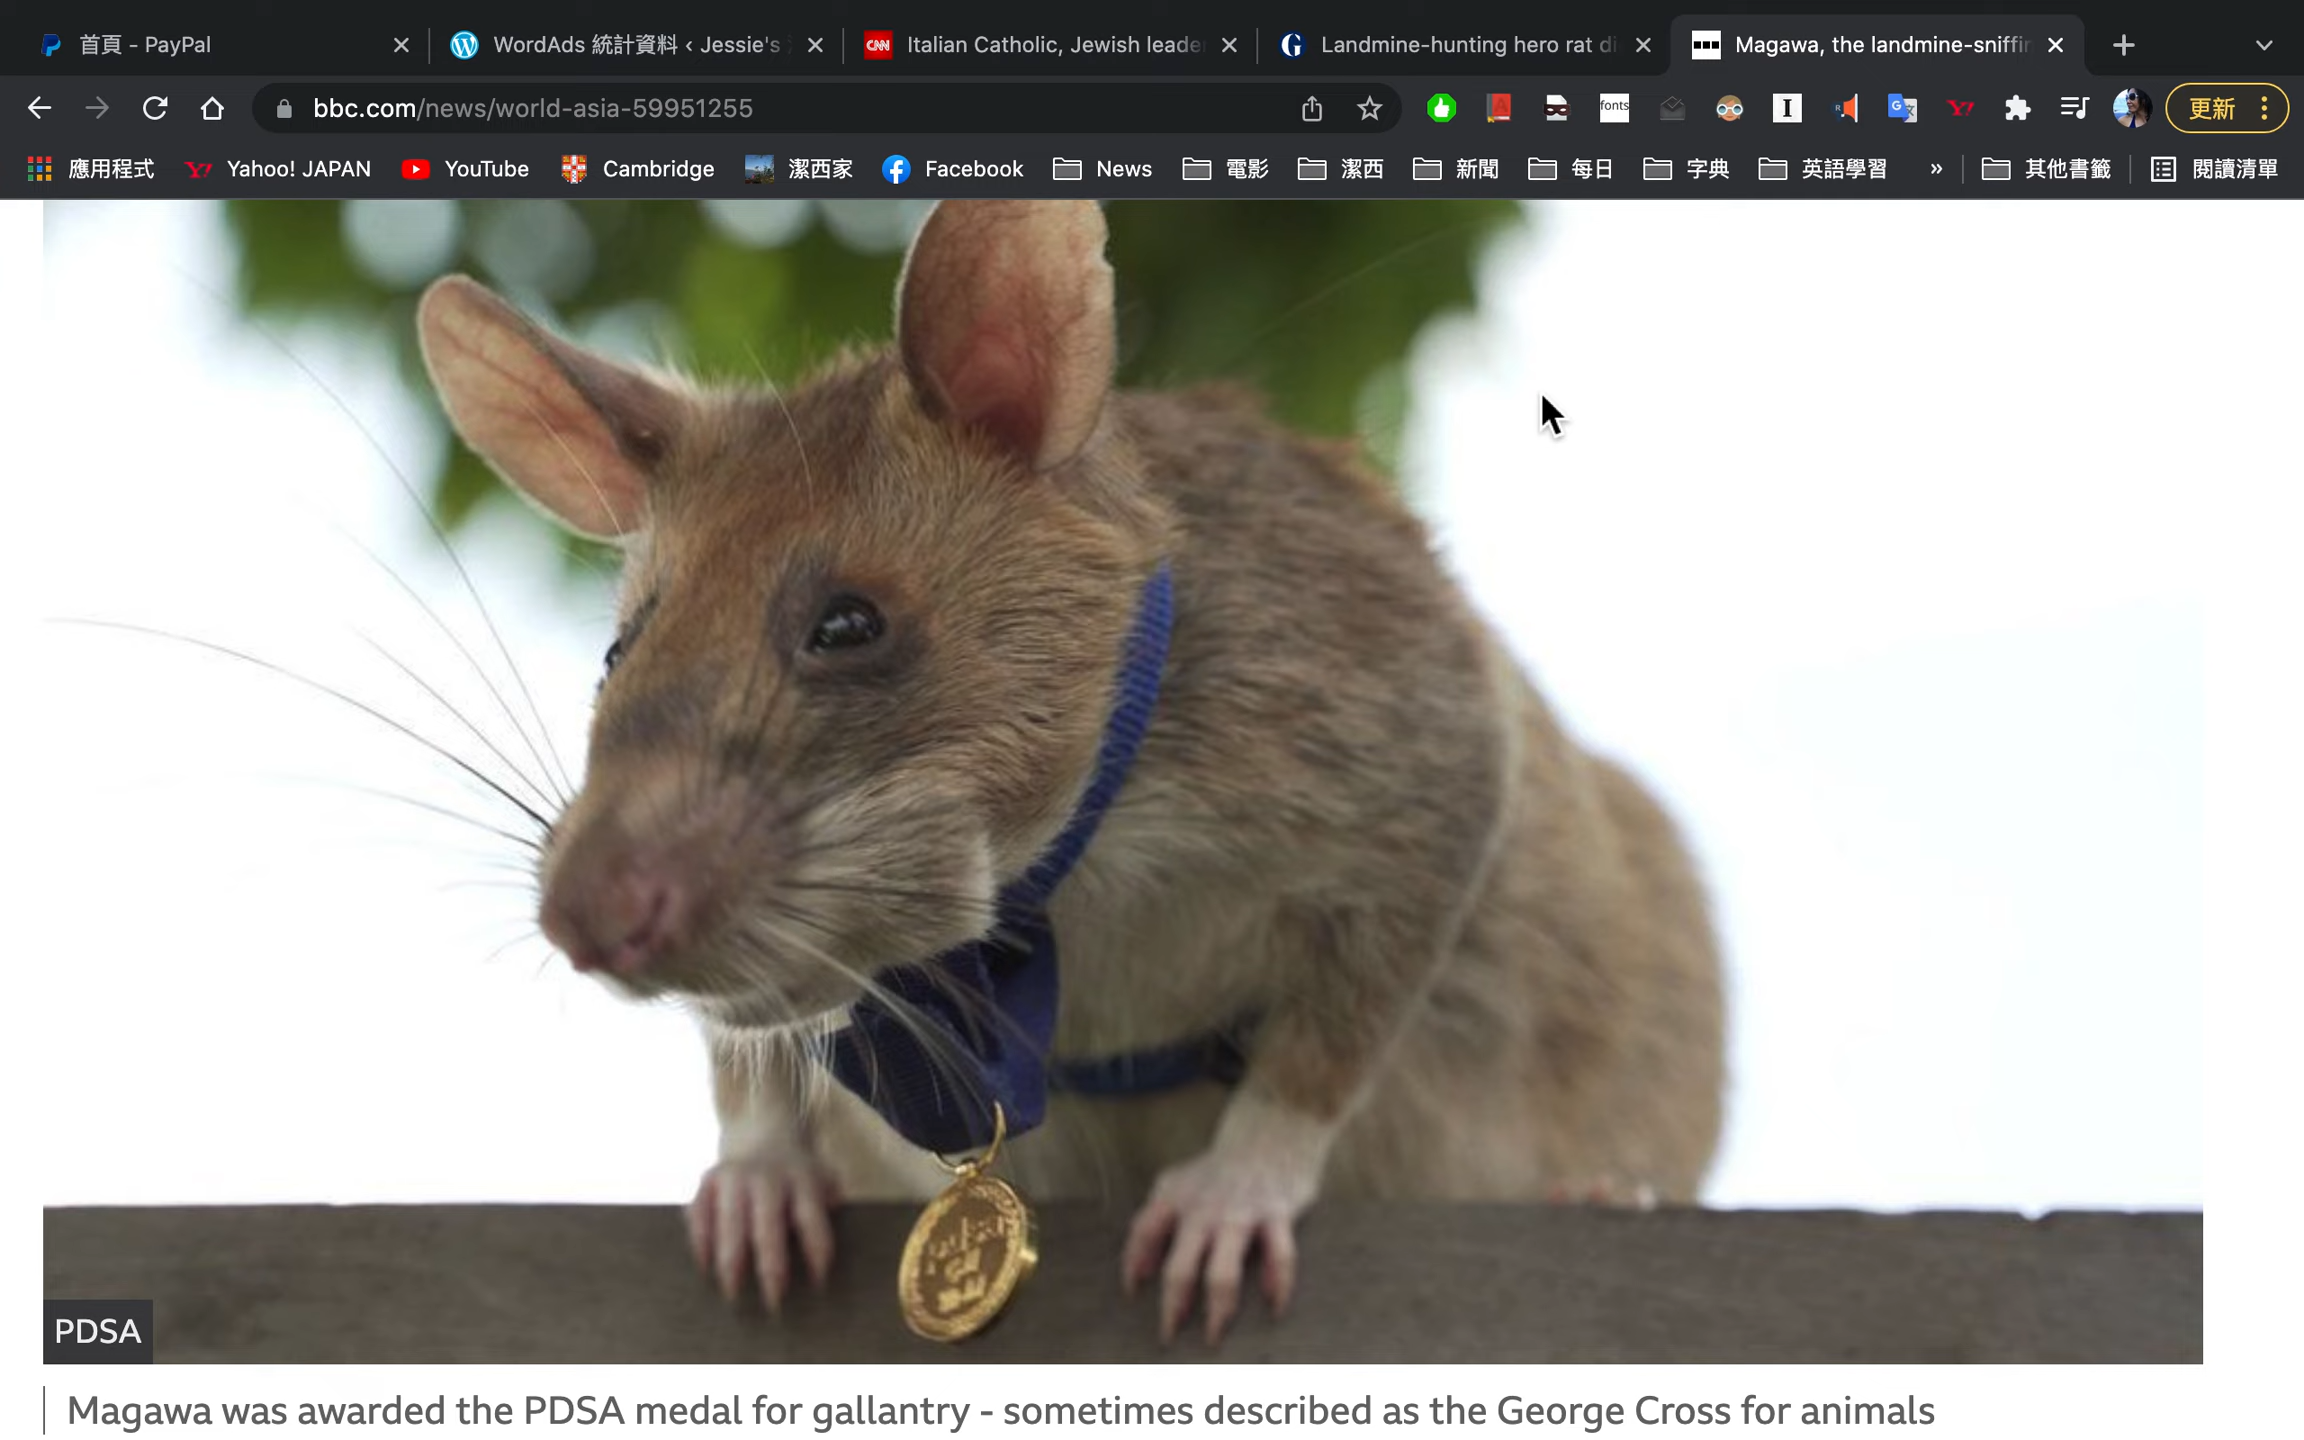 首頁 - PayPal
WordAds 統計資料 ‹ Jessie's
CNN
Italian Catholic, Jewish leade
Landmine-hunting hero rat di
Magawa, the landmine-sniffi
bbc.com/news/world-asia-59951255
fonts
更新
應用程式
Yahoo! JAPAN
YouTube
Cambridge
潔西家
Facebook
News
電影
潔西
新聞
每日
字典
英語學習
»
其他書籤
閱讀清單
PDSA
Magawa was awarded the PDSA medal for gallantry - sometimes described as the George Cross for animals